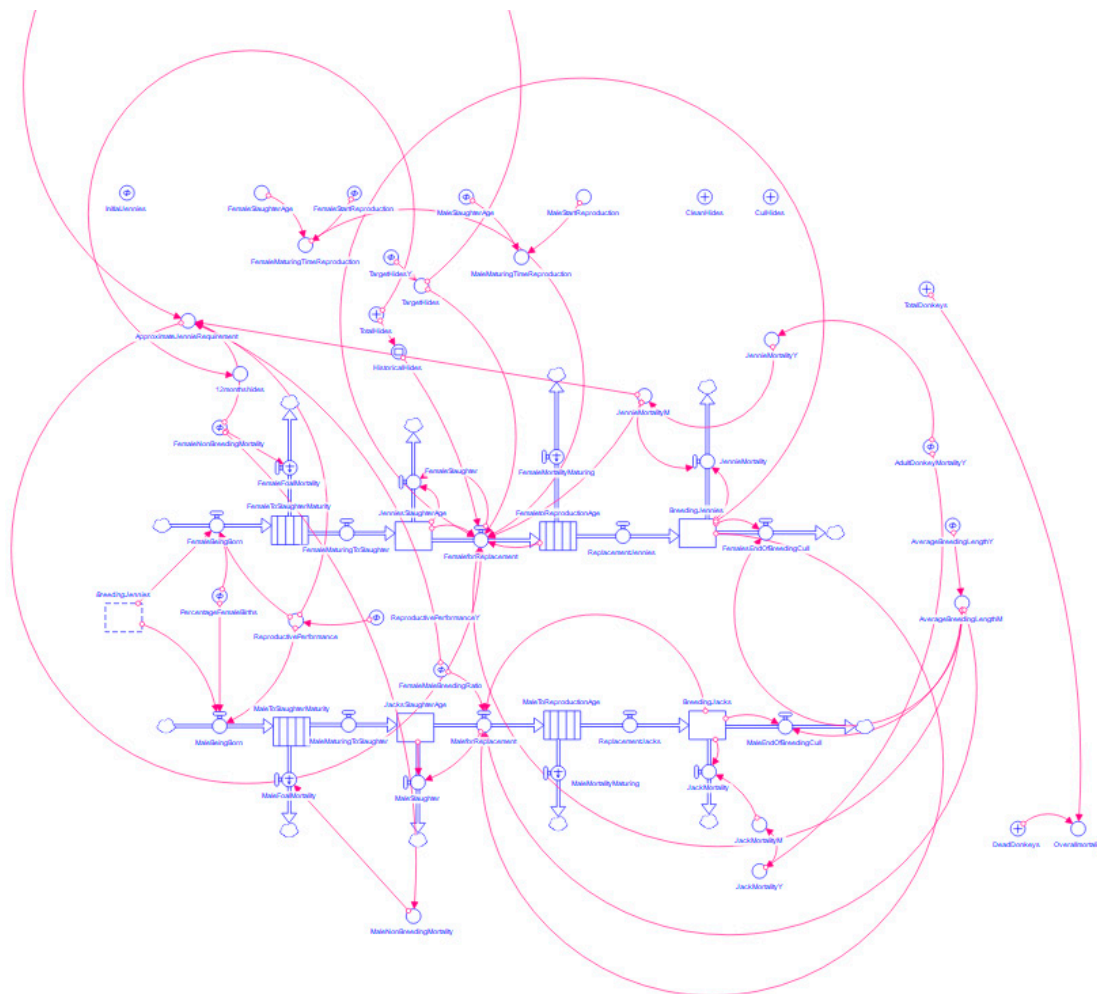 InitialJennies
FemaleSlaughterAge
FemaleStartReproduction
MaleSlaughterAge
MaleStartReproduction
CleanHides
CullHides
FemaleMaturingTimeReproduction
TargetHidesY
MaleMaturingTimeReproduction
TargetHides
TotalDonkeys
TotalHides
ApproximateJennieRequirement
JennieMortalityY
HistoricalHides
12monthsHides
JennieMortalityM
FemaleNonBreedingMortality
AdultDonkeyMortalityY
FemaleFoalMortality
FemaleSlaughter
FemaleMortalityMaturing
JennieMortality
FemaleToSlaughterMaturity
JenniesSlaughterAge
FemaletoReproductionAge
BreedingJennies
FemaleBeingBorn
FemaleMaturingToSlaughter
FemaleforReplacement
ReplacementJennies
FemalesEndOfBreedingCull
AverageBreedingLengthY
BreedingJennies
PercentageFemaleBirths
ReproductivePerformance
ReproductivePerformanceY
AverageBreedingLengthM
FemaleMaleBreedingRatio
MaleToSlaughterMaturity
JacksSlaughterAge
MaleToReproductionAge
BreedingJacks
MaleBeingBorn
MaleMaturingToSlaughter
MaleforReplacement
ReplacementJacks
MaleEndOfBreedingCull
MaleFoalMortality
MaleSlaughter
MaleMortalityMaturing
JackMortality
JackMortalityM
DeadDonkeys
Overallmortali
JackMortalityY
MaleNonBreedingMortality